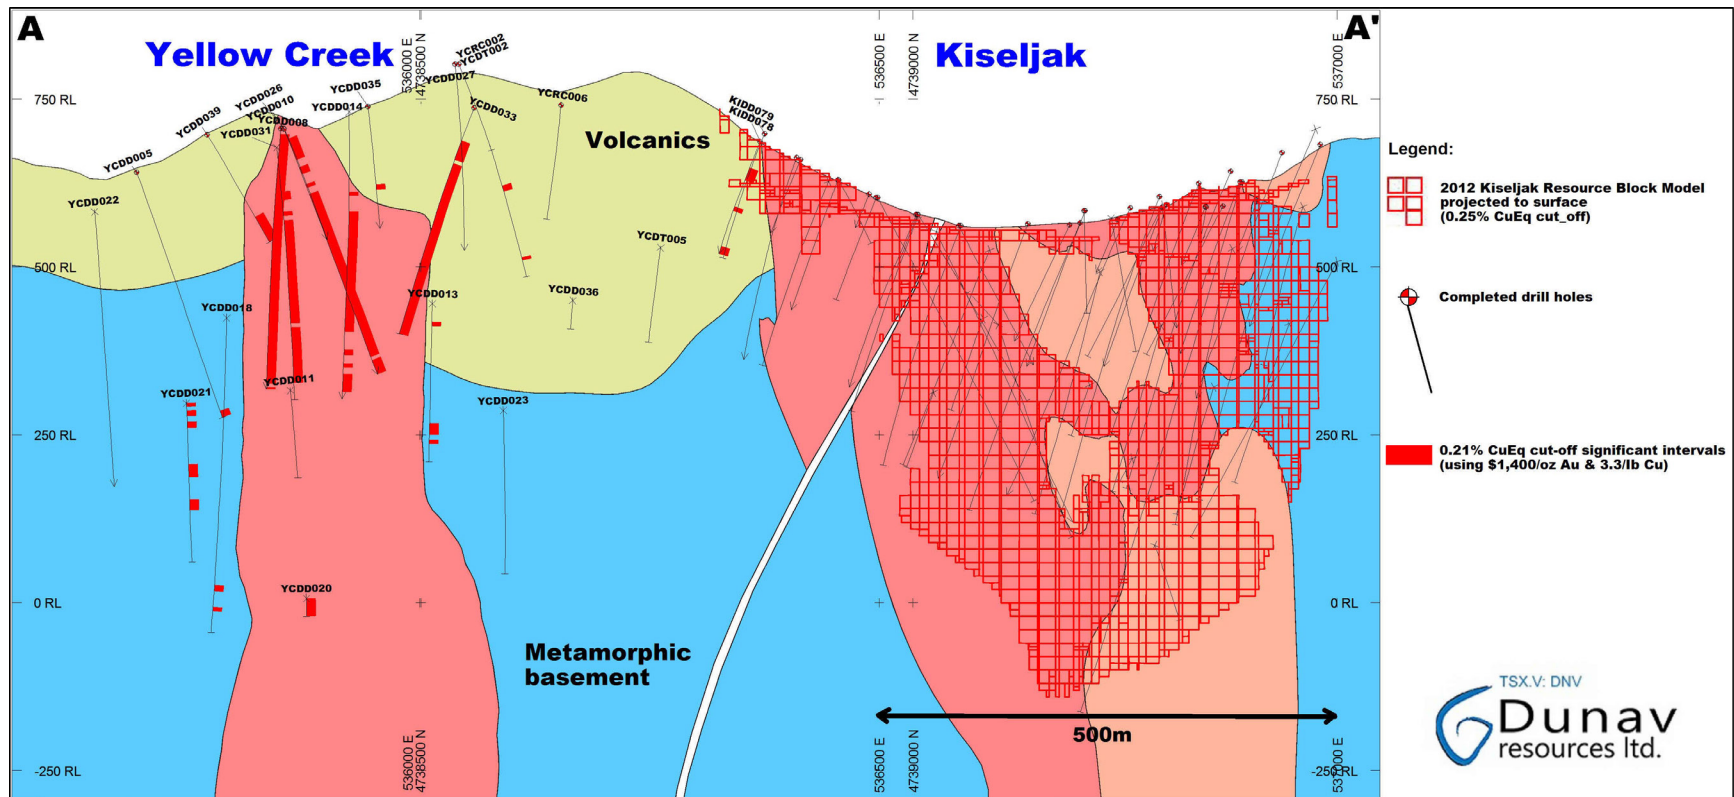 A
A'
Yellow Creek
Kiseljak
536000 E
4738500 N
536500 E
4739000 N
537000 E
YCRC002
YCDT002
YCDD027
YCDD035
YCDD026
YCDD010
YCDD014
YCDD008
YCDD039
YCDD031
YCDD033
YCRC006
KIDD079
KIDD078
750 RL
750 RL
Volcanics
YCDD005
YCDD022
YCDT005
500 RL
500 RL
YCDD013
YCDD036
YCDD018
YCDD011
YCDD021
YCDD023
250 RL
250 RL
YCDD020
0 RL
0 RL
Metamorphic
basement
500m
536000 E
4738500 N
536500 E
4739000 N
537000 E
-250 RL
-250 RL
Legend:
2012 Kiseljak Resource Block Model
projected to surface
(0.25% CuEq cut_off)
Completed drill holes
0.21% CuEq cut-off significant intervals
(using $1,400/oz Au & 3.3/lb Cu)
TSX.V: DNV
Dunav
resources ltd.